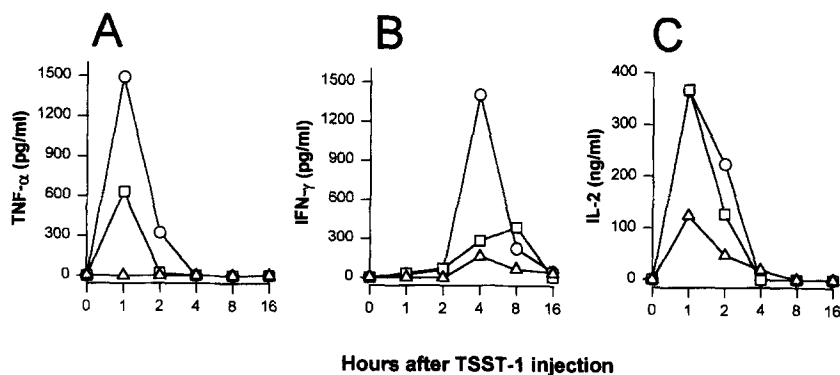 A
B
C
TNF-α (pg/ml)
1500
1200
900
600
300
0
0 1 2 4 8 16
IFN-γ (pg/ml)
1500
1200
900
600
300
0
0 1 2 4 8 16
IL-2 (ng/ml)
400
300
200
100
0
0 1 2 4 8 16
Hours after TSST-1 injection